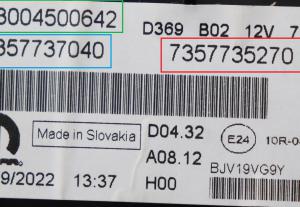 3004500642
D369 B02 12V 7
357737040
7357735270
Made in Slovakia
D04.32
E24
10R-0
A08.12
BJV19VG9Y
9/2022 13:37
H00